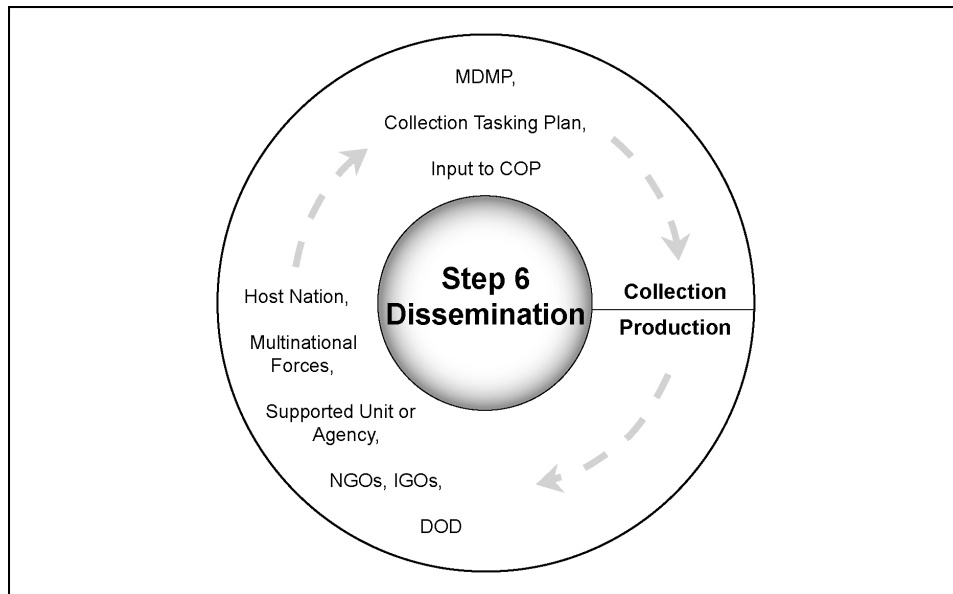 MDMP,
Collection Tasking Plan,
Input to COP
Step 6
Dissemination
Collection
Production
Host Nation,
Multinational
Forces,
Supported Unit or
Agency,
NGOs, IGOs,
DOD